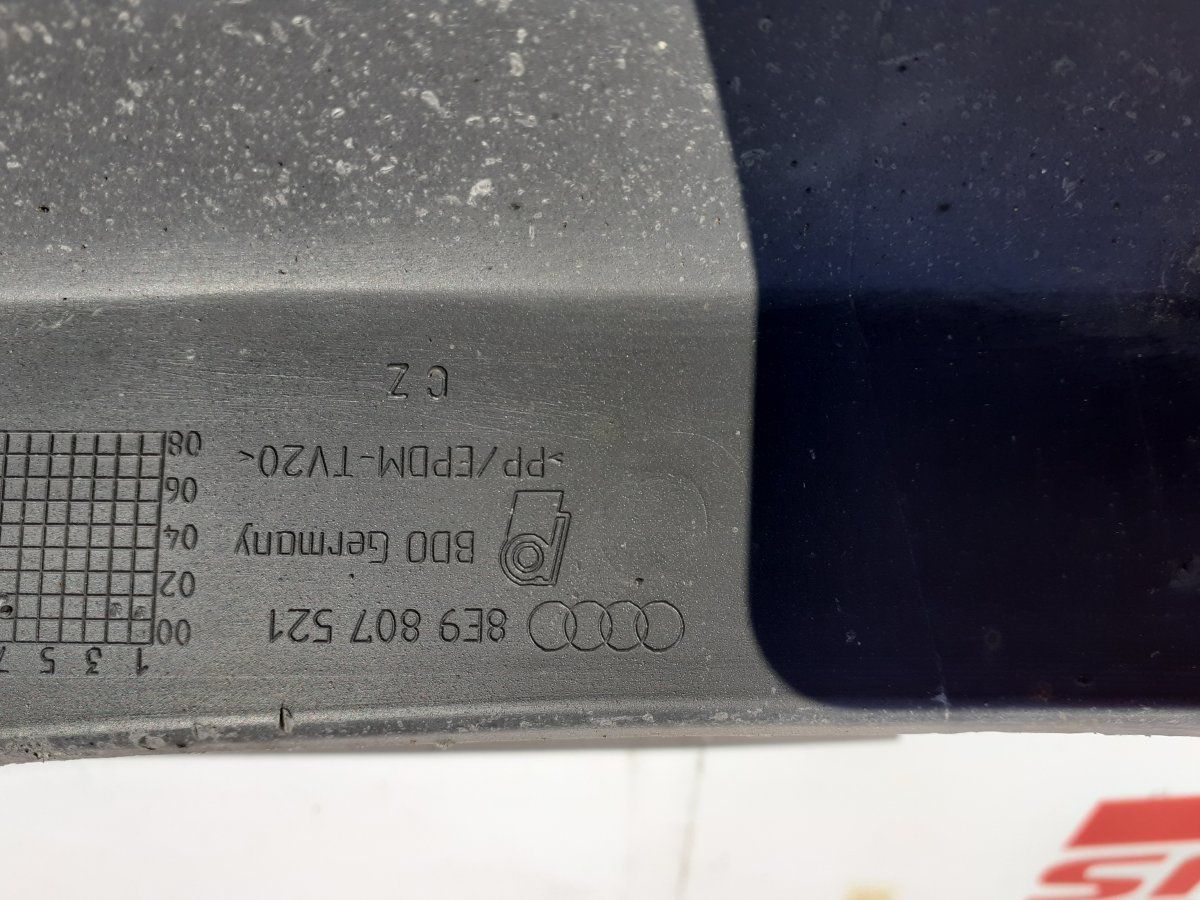 8E9 807 521
BDO Germany
>PP/EPDM-TV20<
C Z
1 3 5
00
02
04
06
08